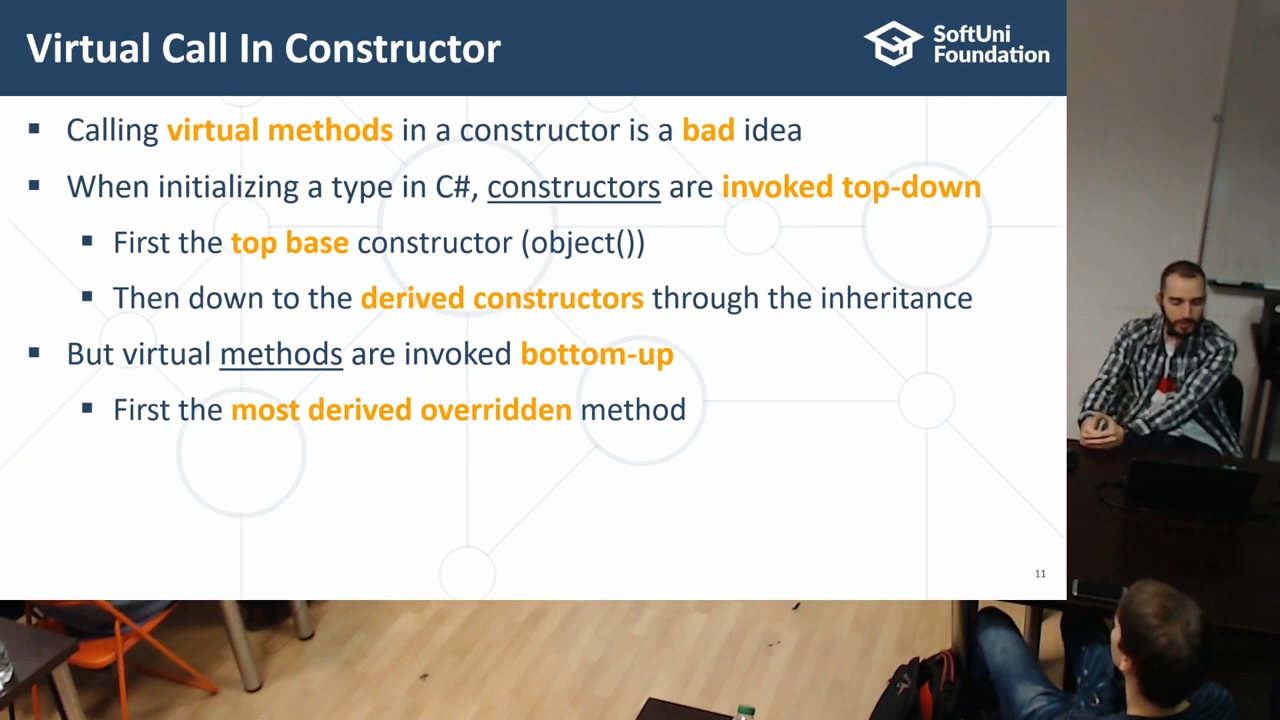 Virtual Call In Constructor
SoftUni
Foundation
▪ Calling virtual methods in a constructor is a bad idea
▪ When initializing a type in C#, constructors are invoked top-down
▪ First the top base constructor (object())
▪ Then down to the derived constructors through the inheritance
▪ But virtual methods are invoked bottom-up
▪ First the most derived overridden method
11